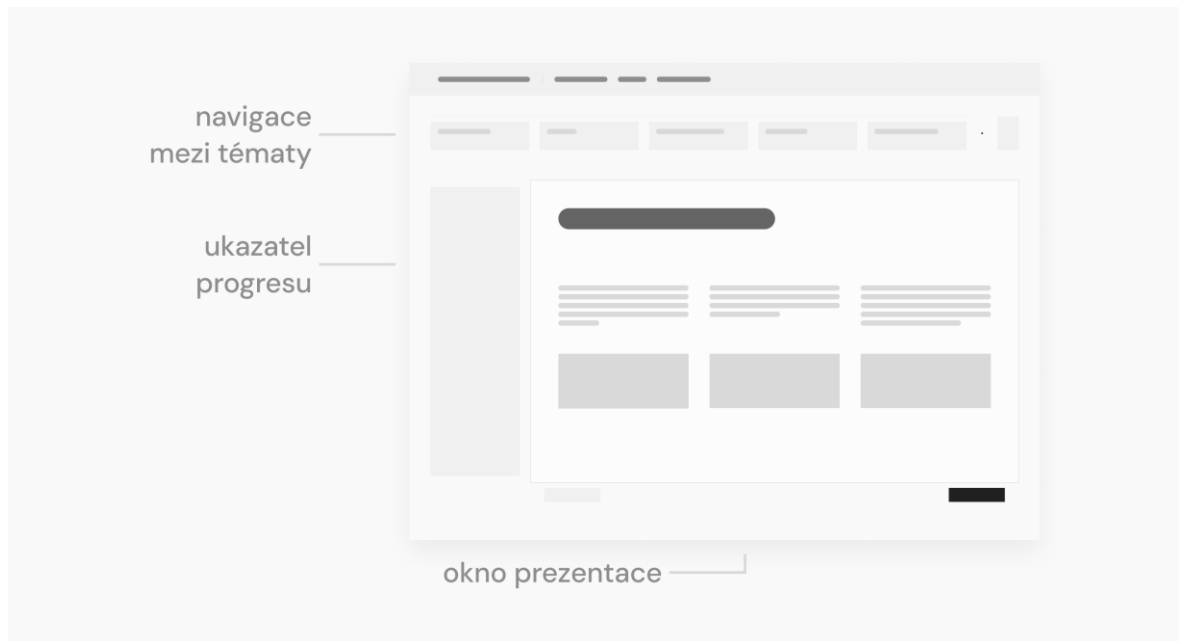 navigace
mezi tématy
ukazatel
progresu
okno prezentace